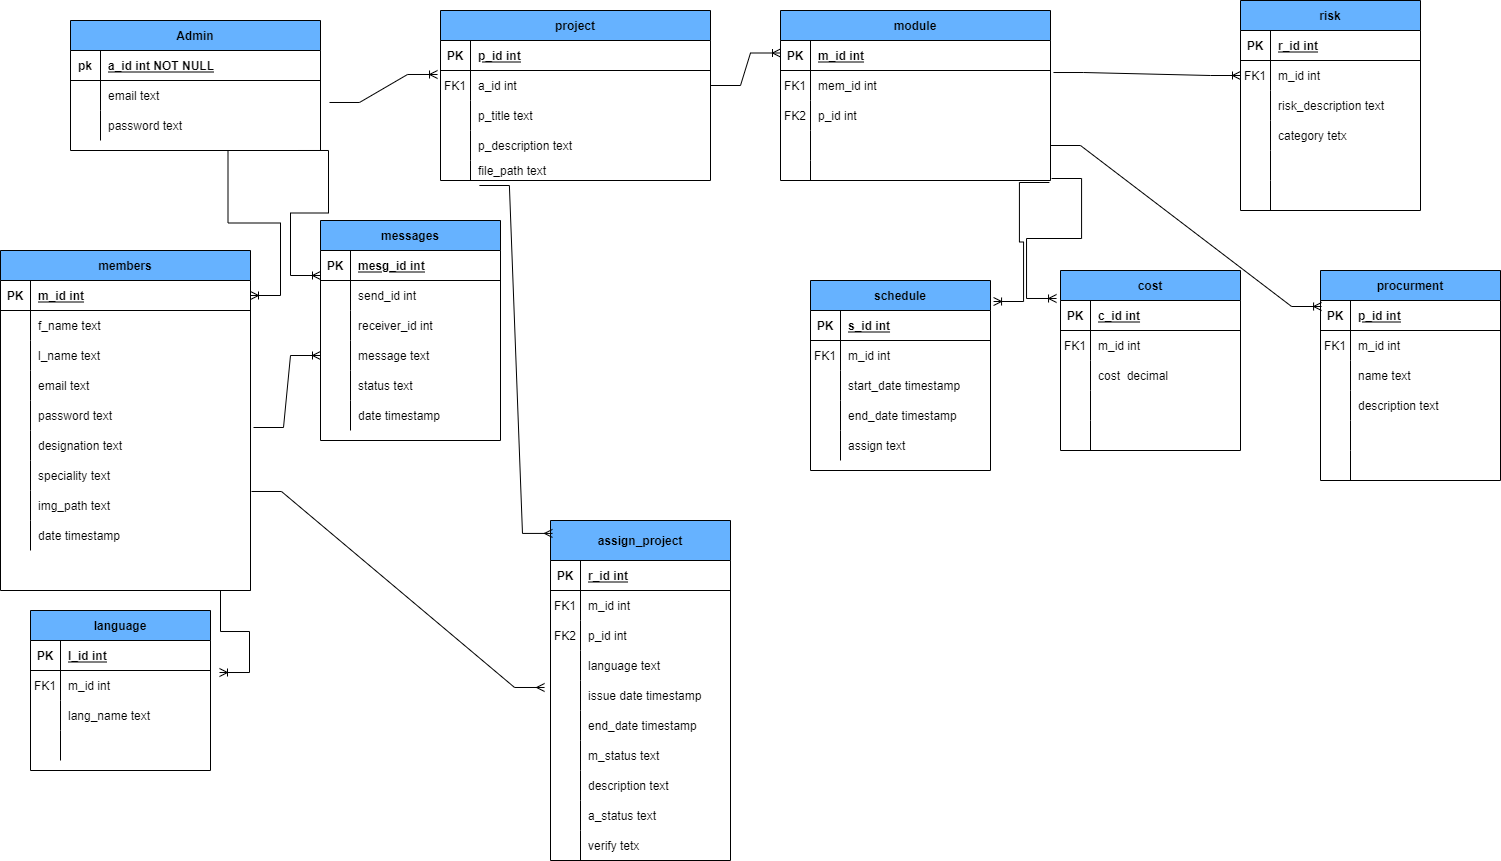 Admin
pk a_id int NOT NULL
email text
password text
project
PK p_id int
FK1 a_id int
p_title text
p_description text
file_path text
module
PK m_id int
FK1 mem_id int
FK2 p_id int
risk
PK r_id int
FK1 m_id int
risk_description text
category tetx
members
PK m_id int
f_name text
l_name text
email text
password text
designation text
speciality text
img_path text
date timestamp
messages
PK mesg_id int
send_id int
receiver_id int
message text
status text
date timestamp
schedule
PK s_id int
FK1 m_id int
start_date timestamp
end_date timestamp
assign text
cost
PK c_id int
FK1 m_id int
cost decimal
procurment
PK p_id int
FK1 m_id int
name text
description text
language
PK l_id int
FK1 m_id int
lang_name text
assign_project
PK r_id int
FK1 m_id int
FK2 p_id int
language text
issue date timestamp
end_date timestamp
m_status text
description text
a_status text
verify tetx